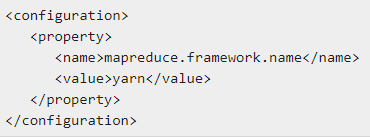 <configuration>
   <property>
      <name>mapreduce.framework.name</name>
      <value>yarn</value>
   </property>
</configuration>